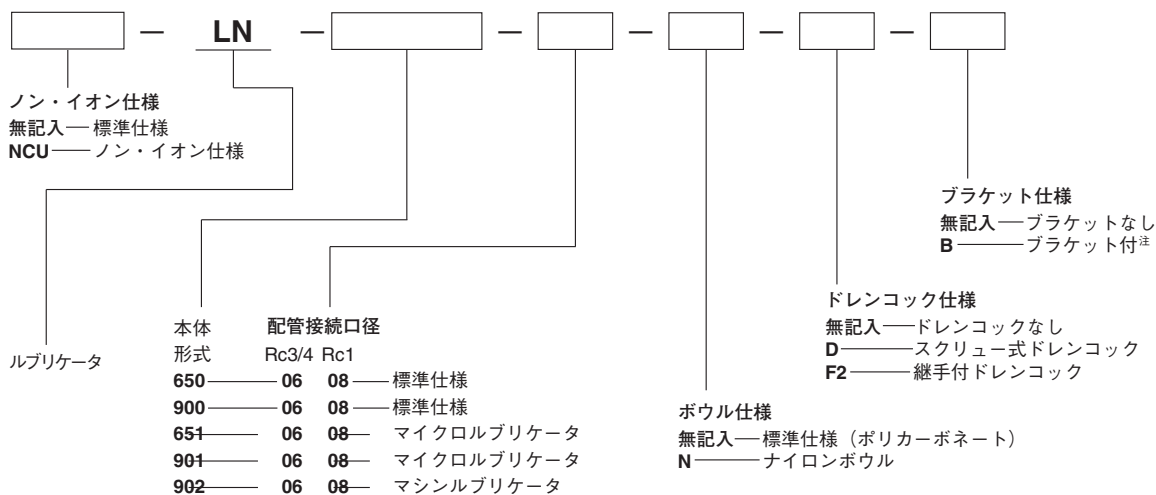 — LN — — — — —
ノン・イオン仕様
無記入—標準仕様
NCU—ノン・イオン仕様
ルブリケータ
本体
形式
配管接続口径
Rc3/4 Rc1
650— 06 08—標準仕様
900— 06 08—標準仕様
651— 06 08— マイクロルブリケータ
901— 06 08— マイクロルブリケータ
902— 06 08— マシンルブリケータ
ボウル仕様
無記入—標準仕様（ポリカーボネート）
N—ナイロンボウル
ドレンコック仕様
無記入—ドレンコックなし
D—スクリュー式ドレンコック
F2—継手付ドレンコック
ブラケット仕様
無記入—ブラケットなし
B—ブラケット付注